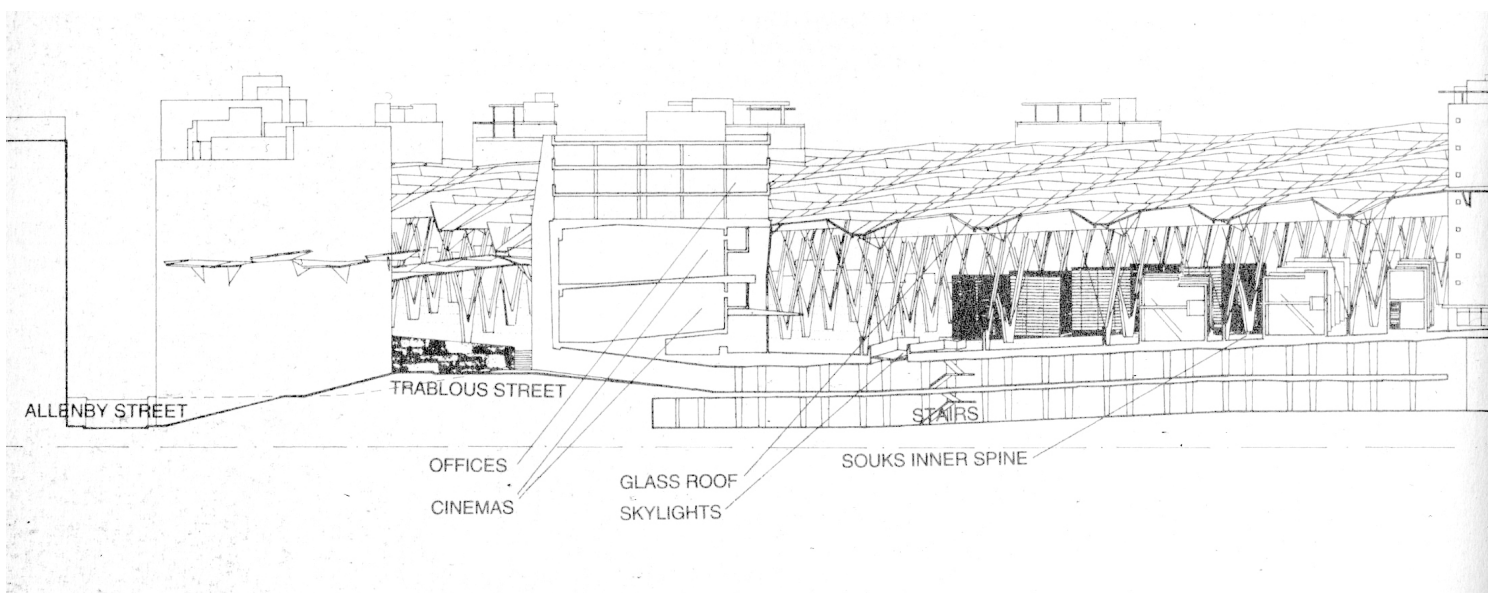 ALLENBY STREET
TRABLOUS STREET
STAIRS
OFFICES
CINEMAS
GLASS ROOF
SKYLIGHTS
SOUKS INNER SPINE